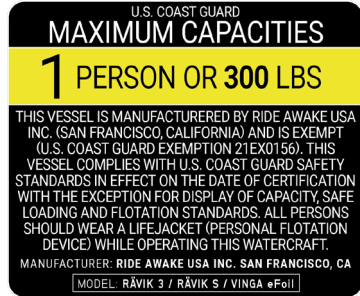 U.S. COAST GUARD
MAXIMUM CAPACITIES
1 PERSON OR 300 LBS
THIS VESSEL IS MANUFACTURERED BY RIDE AWAKE USA
INC. (SAN FRANCISCO, CALIFORNIA) AND IS EXEMPT
(U.S. COAST GUARD EXEMPTION 21EX0156). THIS
VESSEL COMPLIES WITH U.S. COAST GUARD SAFETY
STANDARDS IN EFFECT ON THE DATE OF CERTIFICATION
WITH THE EXCEPTION FOR DISPLAY OF CAPACITY, SAFE
LOADING AND FLOTATION STANDARDS. ALL PERSONS
SHOULD WEAR A LIFEJACKET (PERSONAL FLOTATION
DEVICE) WHILE OPERATING THIS WATERCRAFT.
MANUFACTURER: RIDE AWAKE USA INC. SAN FRANCISCO, CA
MODEL: RÄVIK 3 / RÄVIK S / VINGA eFoil